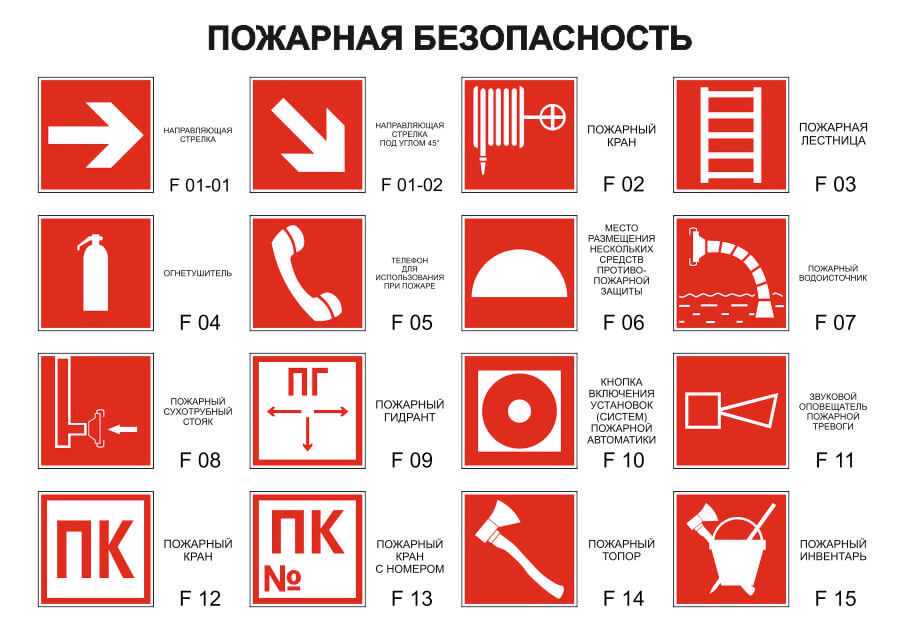 ПОЖАРНАЯ БЕЗОПАСНОСТЬ
НАПРАВЛЯЮЩАЯ
СТРЕЛКА
F 01-01
НАПРАВЛЯЮЩАЯ
СТРЕЛКА
ПОД УГЛОМ 45°
F 01-02
ПОЖАРНЫЙ
КРАН
F 02
ПОЖАРНАЯ
ЛЕСТНИЦА
F 03
ОГНЕТУШИТЕЛЬ
F 04
ТЕЛЕФОН
ДЛЯ
ИСПОЛЬЗОВАНИЯ
ПРИ ПОЖАРЕ
F 05
МЕСТО
РАЗМЕЩЕНИЯ
НЕСКОЛЬКИХ
СРЕДСТВ
ПРОТИВО-
ПОЖАРНОЙ
ЗАЩИТЫ
F 06
ПОЖАРНЫЙ
ВОДОИСТОЧНИК
F 07
ПОЖАРНЫЙ
СУХОТРУБНЫЙ
СТОЯК
F 08
ПГ
ПОЖАРНЫЙ
ГИДРАНТ
F 09
КНОПКА
ВКЛЮЧЕНИЯ
УСТАНОВОК
(СИСТЕМ)
ПОЖАРНОЙ
АВТОМАТИКИ
F 10
ЗВУКОВОЙ
ОПОВЕЩАТЕЛЬ
ПОЖАРНОЙ
ТРЕВОГИ
F 11
ПК
ПОЖАРНЫЙ
КРАН
F 12
ПК
№
ПОЖАРНЫЙ
КРАН
С НОМЕРОМ
F 13
ПОЖАРНЫЙ
ТОПОР
F 14
ПОЖАРНЫЙ
ИНВЕНТАРЬ
F 15